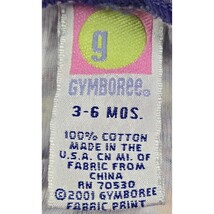 g
GYMBOREE®
3-6 MOS.
100% COTTON
MADE IN THE
U.S.A. CN MI. OF
FABRIC FROM
CHINA
RN 70530
©2001 GYMBOREE
FABRIC PRINT